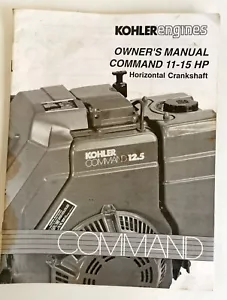 KOHLERengines
OWNER'S MANUAL
COMMAND 11-15 HP
Horizontal Crankshaft
KOHLER
COMMAND 12.5
COMMAND